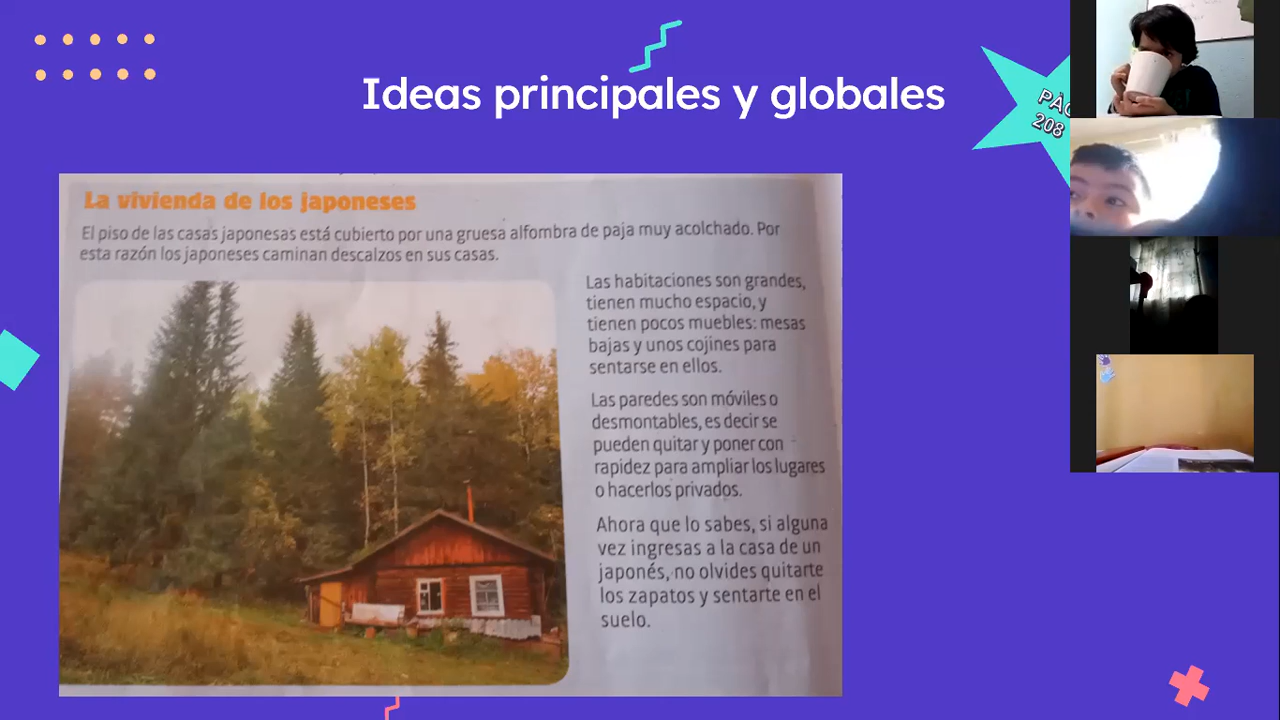 Ideas principales y globales
208
La vivienda de los japoneses
El piso de las casas japonesas está cubierto por una gruesa alfombra de paja muy acolchado. Por
esta razón los japoneses caminan descalzos en sus casas.
Las habitaciones son grandes,
tienen mucho espacio, y
tienen pocos muebles: mesas
bajas y unos cojines para
sentarse en ellos.
Las paredes son móviles o
desmontables, es decir se
pueden quitar y poner con
rapidez para ampliar los lugares
o hacerlos privados.
Ahora que lo sabes, si alguna
vez ingresas a la casa de un
japonés, no olvides quitarte
los zapatos y sentarte en el
suelo.